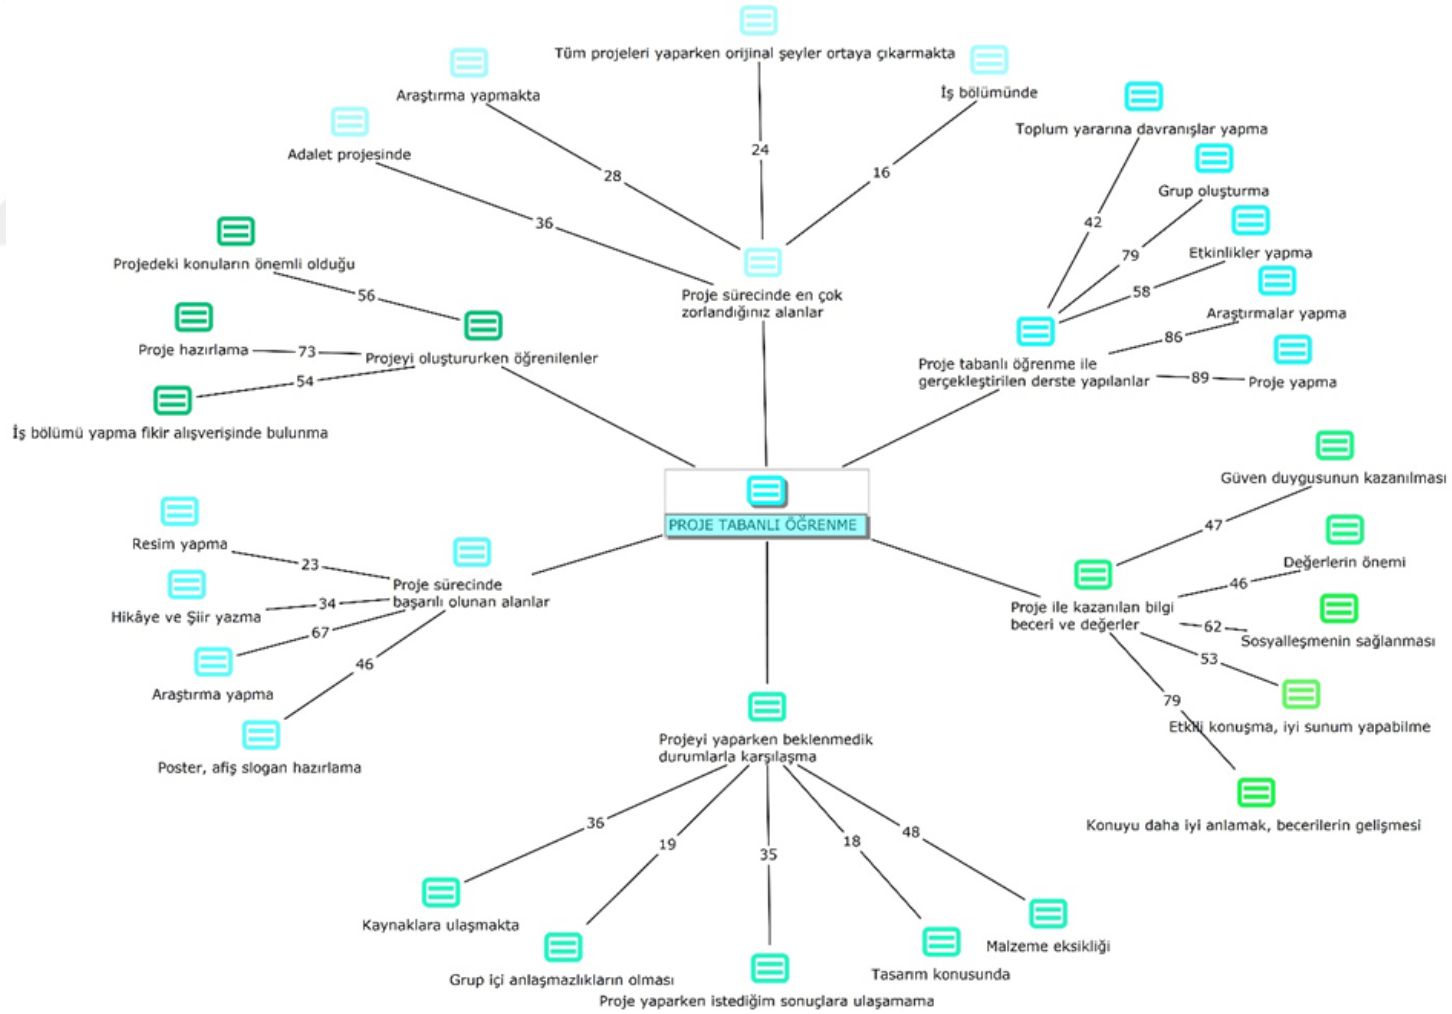 Tüm projeleri yaparken orijinal şeyler ortaya çıkarmakta
Araştırma yapmakta
İş bölümünde
Adalet projesinde
28
24
16
36
Proje sürecinde en çok
zorlandığınız alanlar
Toplum yararına davranışlar yapma
Grup oluşturma
Etkinlikler yapma
Araştırmalar yapma
Proje yapma
42
79
58
86
89
Proje tabanlı öğrenme ile
gerçekleştirilen derste yapılanlar
Projedeki konuların önemli olduğu
56
Proje hazırlama
73
Projeyi oluştururken öğrenilenler
54
İş bölümü yapma fikir alışverişinde bulunma
PROJE TABANLI ÖĞRENME
Güven duygusunun kazanılması
47
Değerlerin önemi
46
Proje ile kazanılan bilgi
beceri ve değerler
62
Sosyalleşmenin sağlanması
53
79
Etkili konuşma, iyi sunum yapabilme
Konuyu daha iyi anlamak, becerilerin gelişmesi
Resim yapma
23
Proje sürecinde
başarılı olunan alanlar
34
Hikâye ve Şiir yazma
67
46
Araştırma yapma
Poster, afiş slogan hazırlama
Projeyi yaparken beklenmedik
durumlarla karşılaşma
36
19
35
18
48
Kaynaklara ulaşmakta
Grup içi anlaşmazlıkların olması
Proje yaparken istediğim sonuçlara ulaşamama
Tasarım konusunda
Malzeme eksikliği